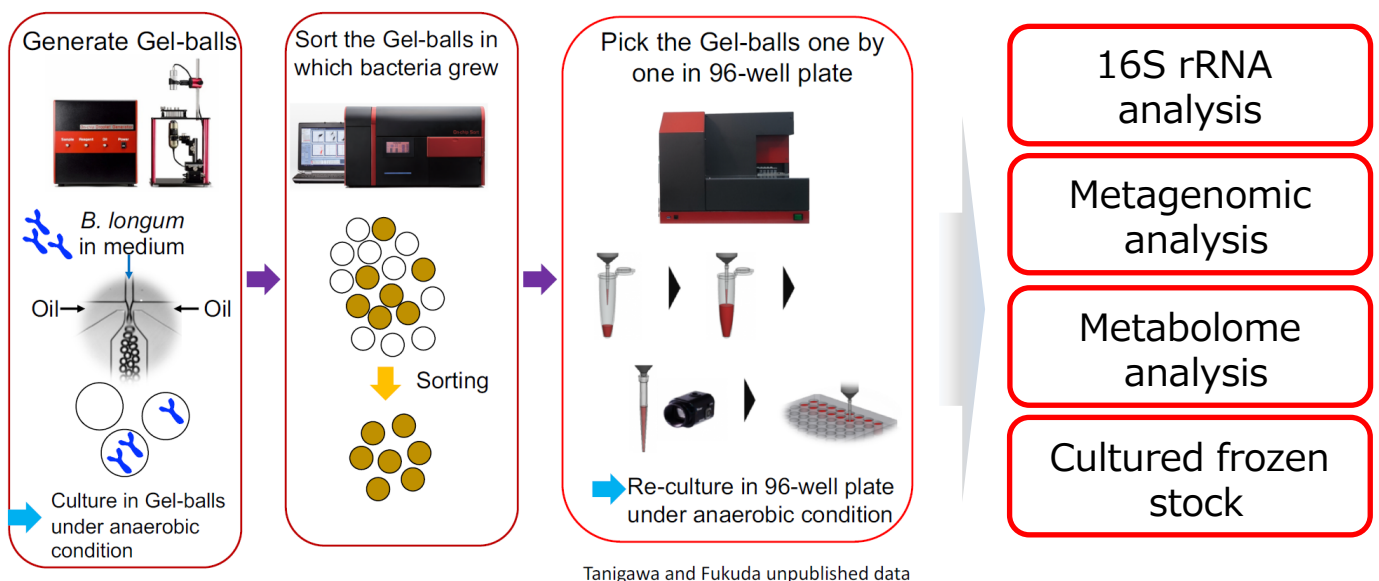 Generate Gel-balls
B. longum
in medium
Oil
Oil
Culture in Gel-balls
under anaerobic
condition
Sort the Gel-balls in
which bacteria grew
Sorting
Pick the Gel-balls one by
one in 96-well plate
Re-culture in 96-well plate
under anaerobic condition
16S rRNA
analysis
Metagenomic
analysis
Metabolome
analysis
Cultured frozen
stock
Tanigawa and Fukuda unpublished data